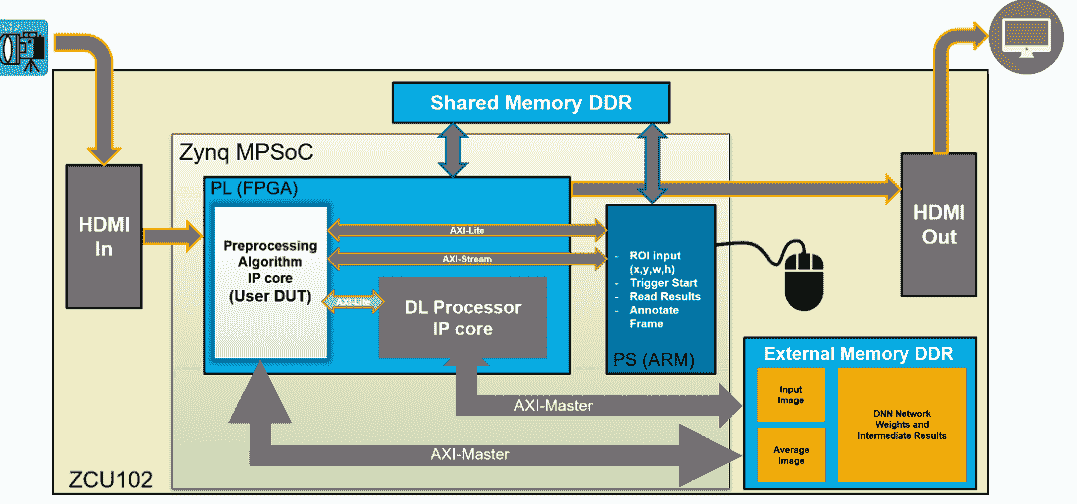 Shared Memory DDR
Zynq MPSoC
PL (FPGA)
HDMI
In
HDMI
Out
Preprocessing
Algorithm
IP core
(User DUT)
AXI-Lite
AXI-Stream
AXI-Lite
DL Processor
IP core
- ROI input
(x,y,w,h)
- Trigger Start
- Read Results
- Annotate
Frame
PS (ARM)
External Memory DDR
Input
Image
Average
Image
DNN Network
Weights and
Intermediate Results
AXI-Master
AXI-Master
ZCU102